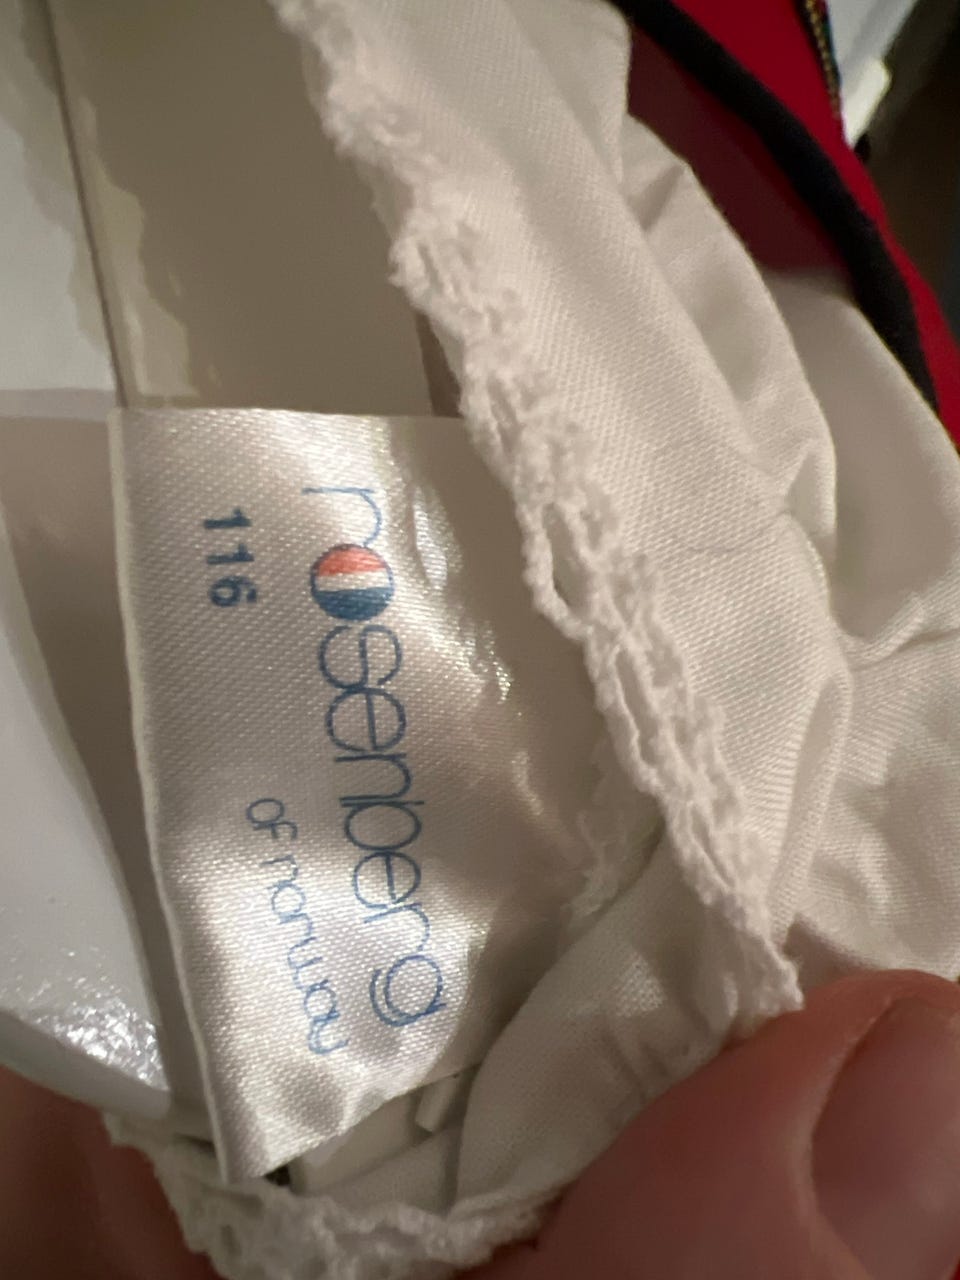 rosenberg
of norway
116